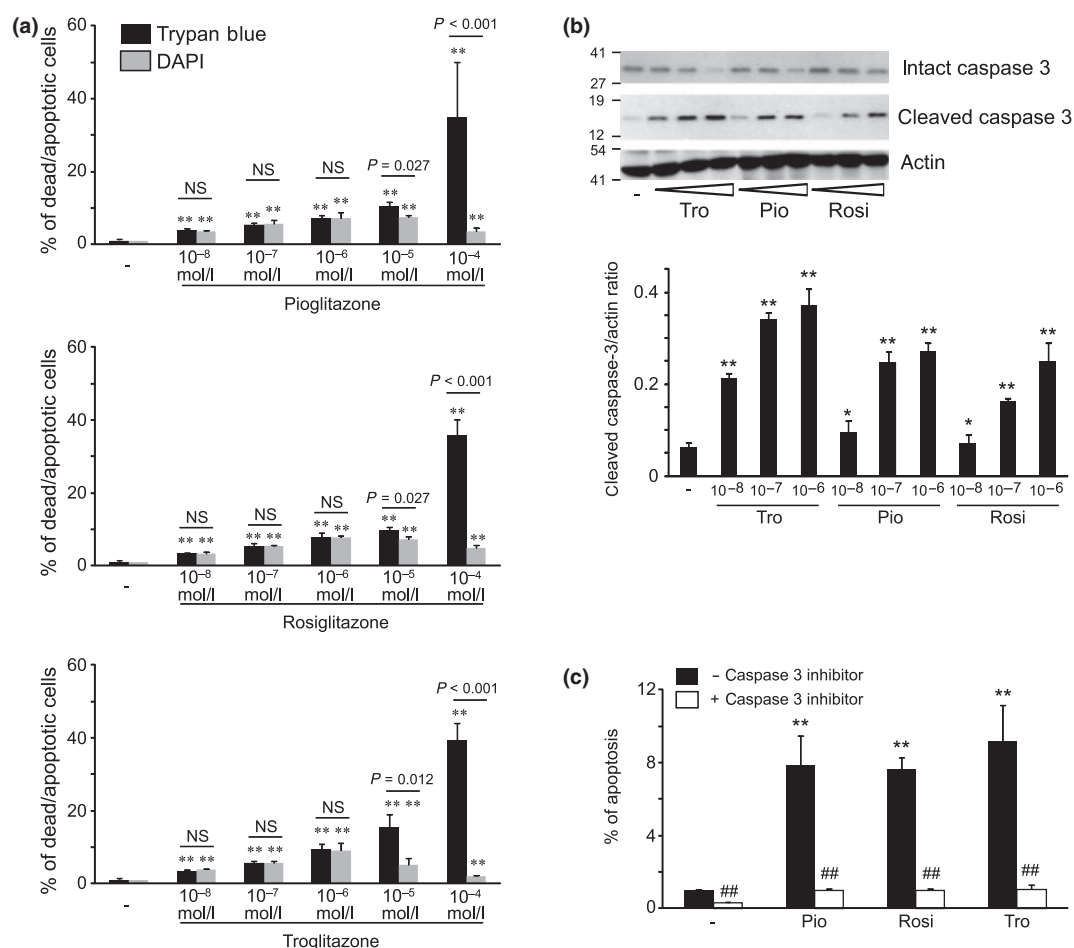 (a)
60
40
20
0
% of dead/apoptotic cells
Trypan blue
DAPI
P < 0.001
**
P = 0.027
NS NS NS
** ** ** ** ** ** ** ** **
-
10–8 10–7 10–6 10–5 10–4
mol/l mol/l mol/l mol/l mol/l
Pioglitazone
60
40
20
0
% of dead/apoptotic cells
P < 0.001
**
P = 0.027
NS NS NS
** ** ** ** ** ** ** ** **
-
10–8 10–7 10–6 10–5 10–4
mol/l mol/l mol/l mol/l mol/l
Rosiglitazone
60
40
20
0
% of dead/apoptotic cells
P < 0.001
**
P = 0.012
NS NS NS
** ** ** ** ** ** ** ** **
-
10–8 10–7 10–6 10–5 10–4
mol/l mol/l mol/l mol/l mol/l
Troglitazone
(b)
41
27
Intact caspase 3
19
12
Cleaved caspase 3
54
41
Actin
- Tro Pio Rosi
Cleaved caspase-3/actin ratio
0.4
0.2
0
** ** ** * ** ** * ** **
- 10–8 10–7 10–6 10–8 10–7 10–6 10–8 10–7 10–6
Tro Pio Rosi
(c)
– Caspase 3 inhibitor
+ Caspase 3 inhibitor
% of apoptosis
12
8
4
0
** ** **
## ## ## ##
- Pio Rosi Tro